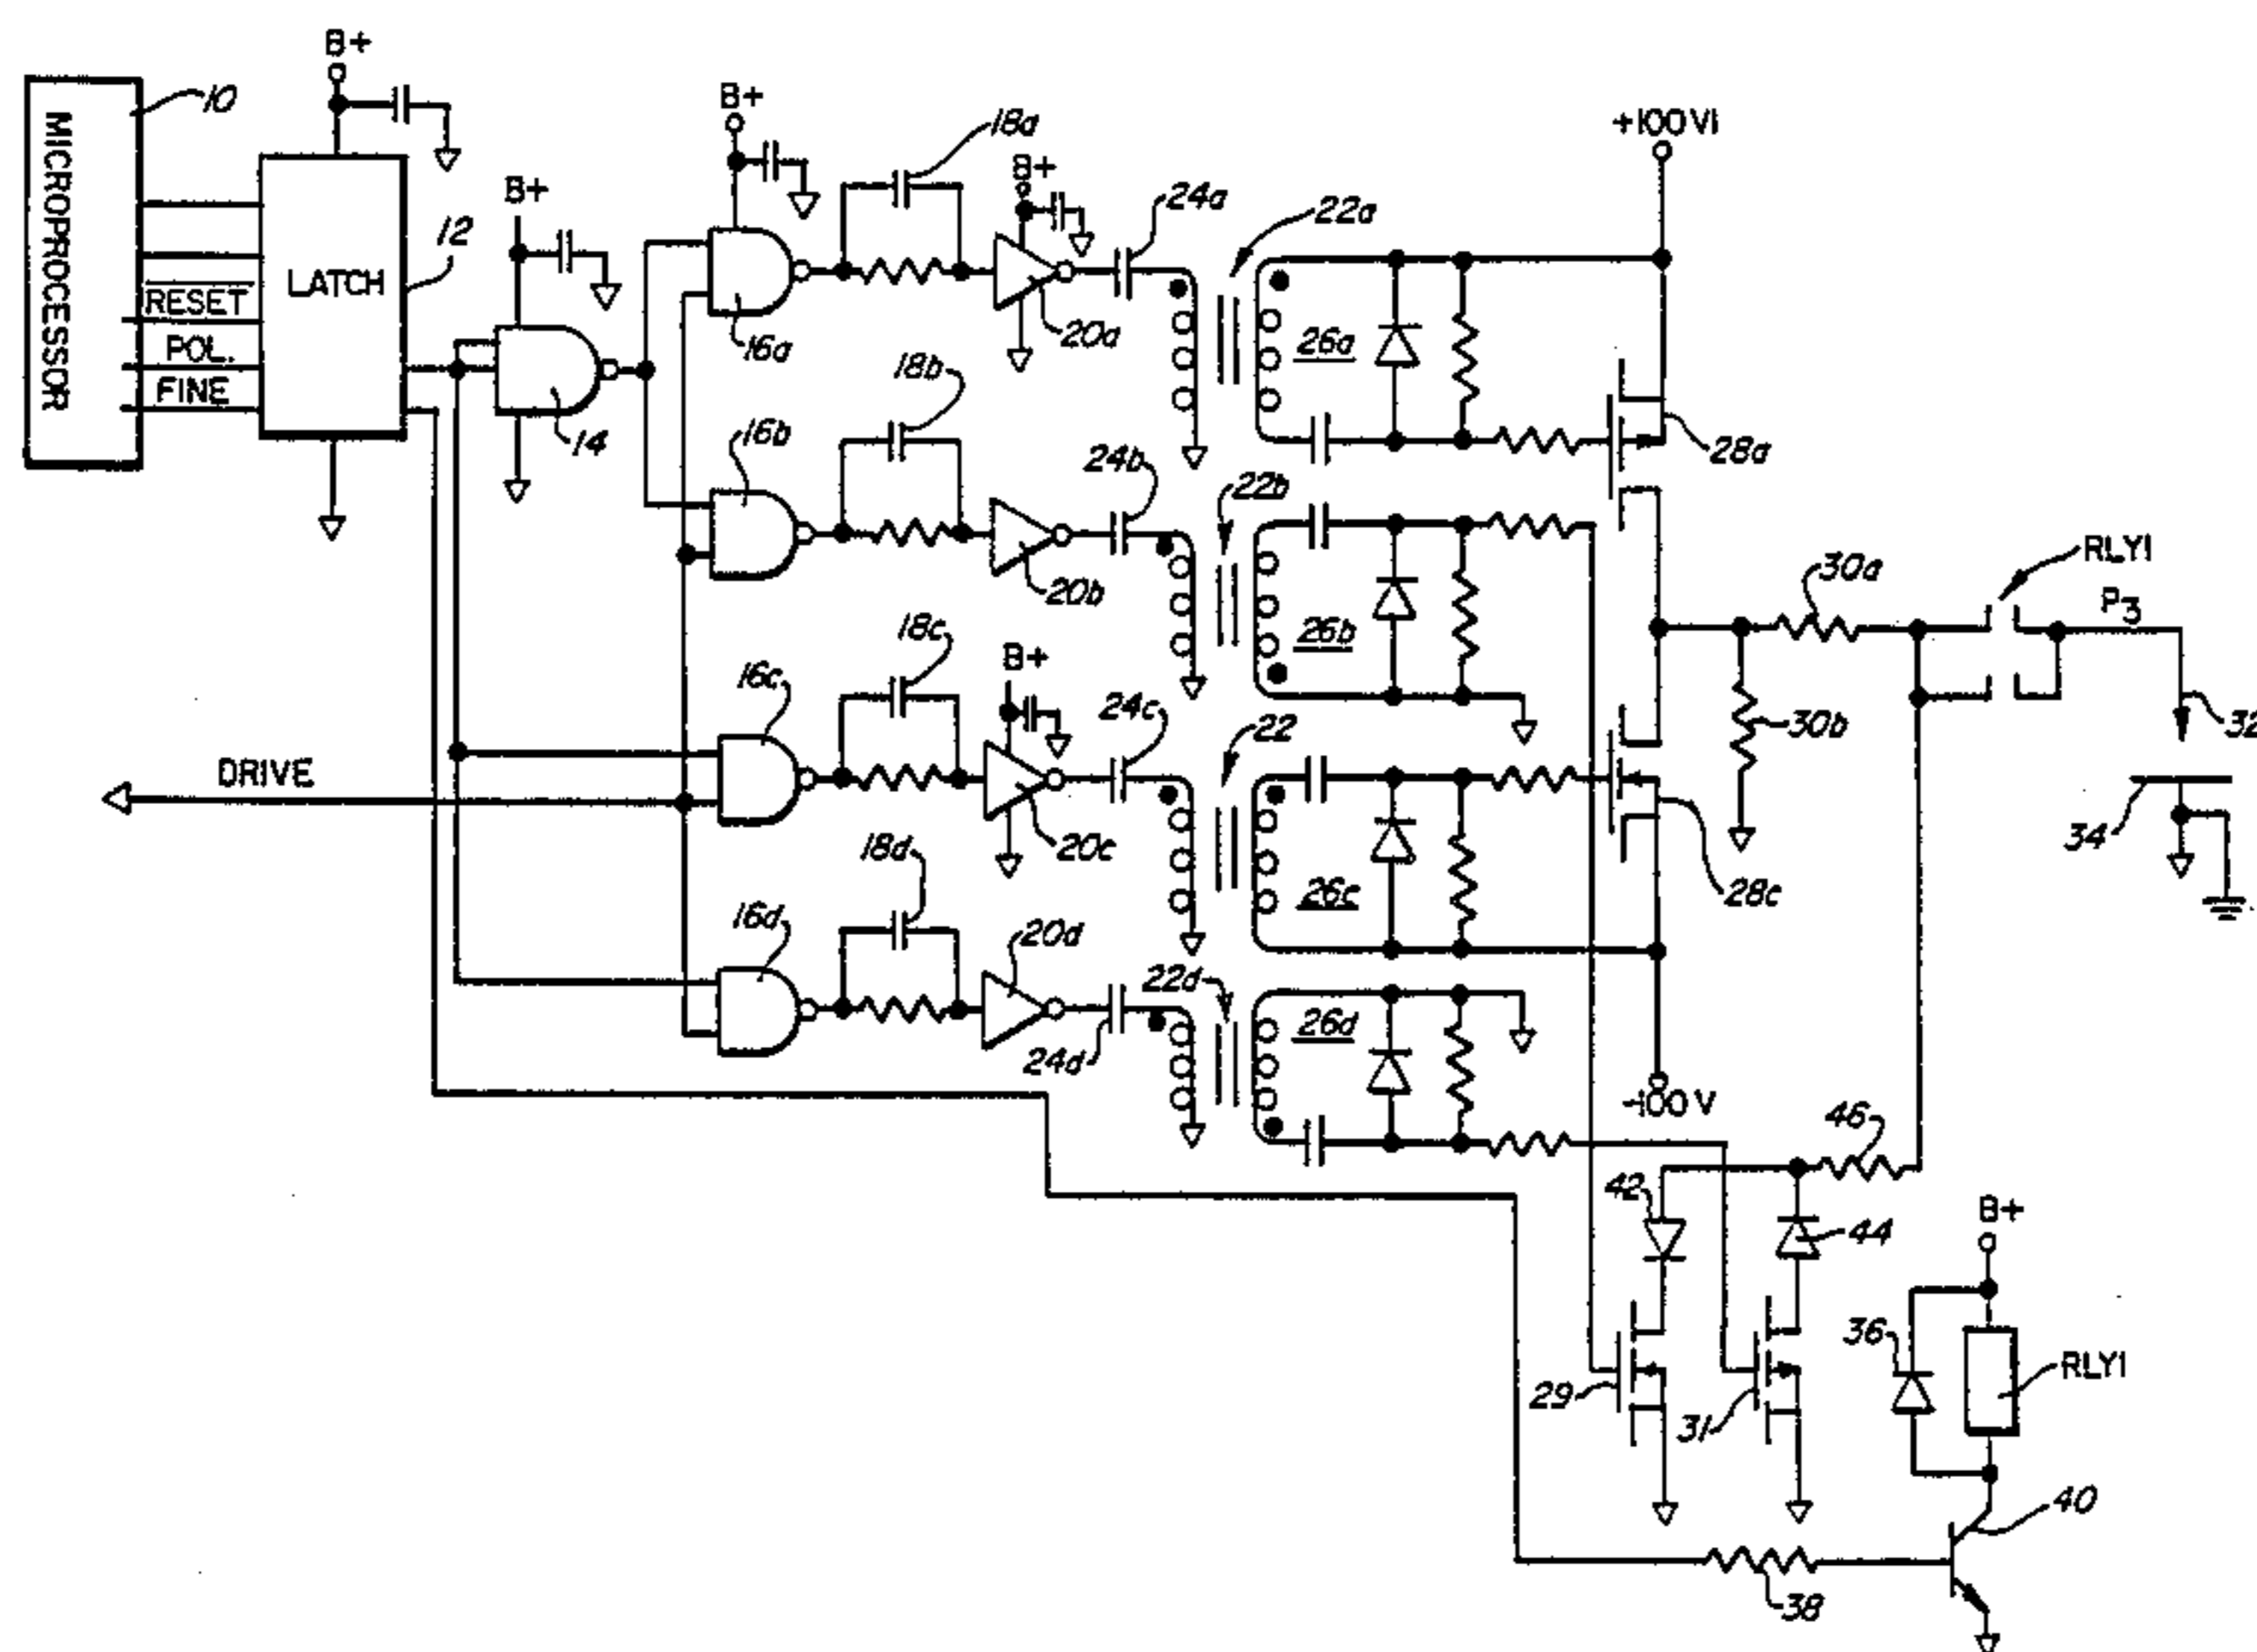 B+
10
MICROPROCESSOR
12
LATCH
RESET
POL.
FINE
B+
14
B+
16a
18a
B+
20a
24a
22a
26a
+100V1
28a
16b
18b
20b
24b
22b
26b
30a
RLY1
P3
30b
32
34
16c
18c
B+
20c
24c
22
26c
28c
DRIVE
16d
18d
20d
24d
22d
26d
-100V
46
42
44
B+
29
31
36
RLY1
40
38